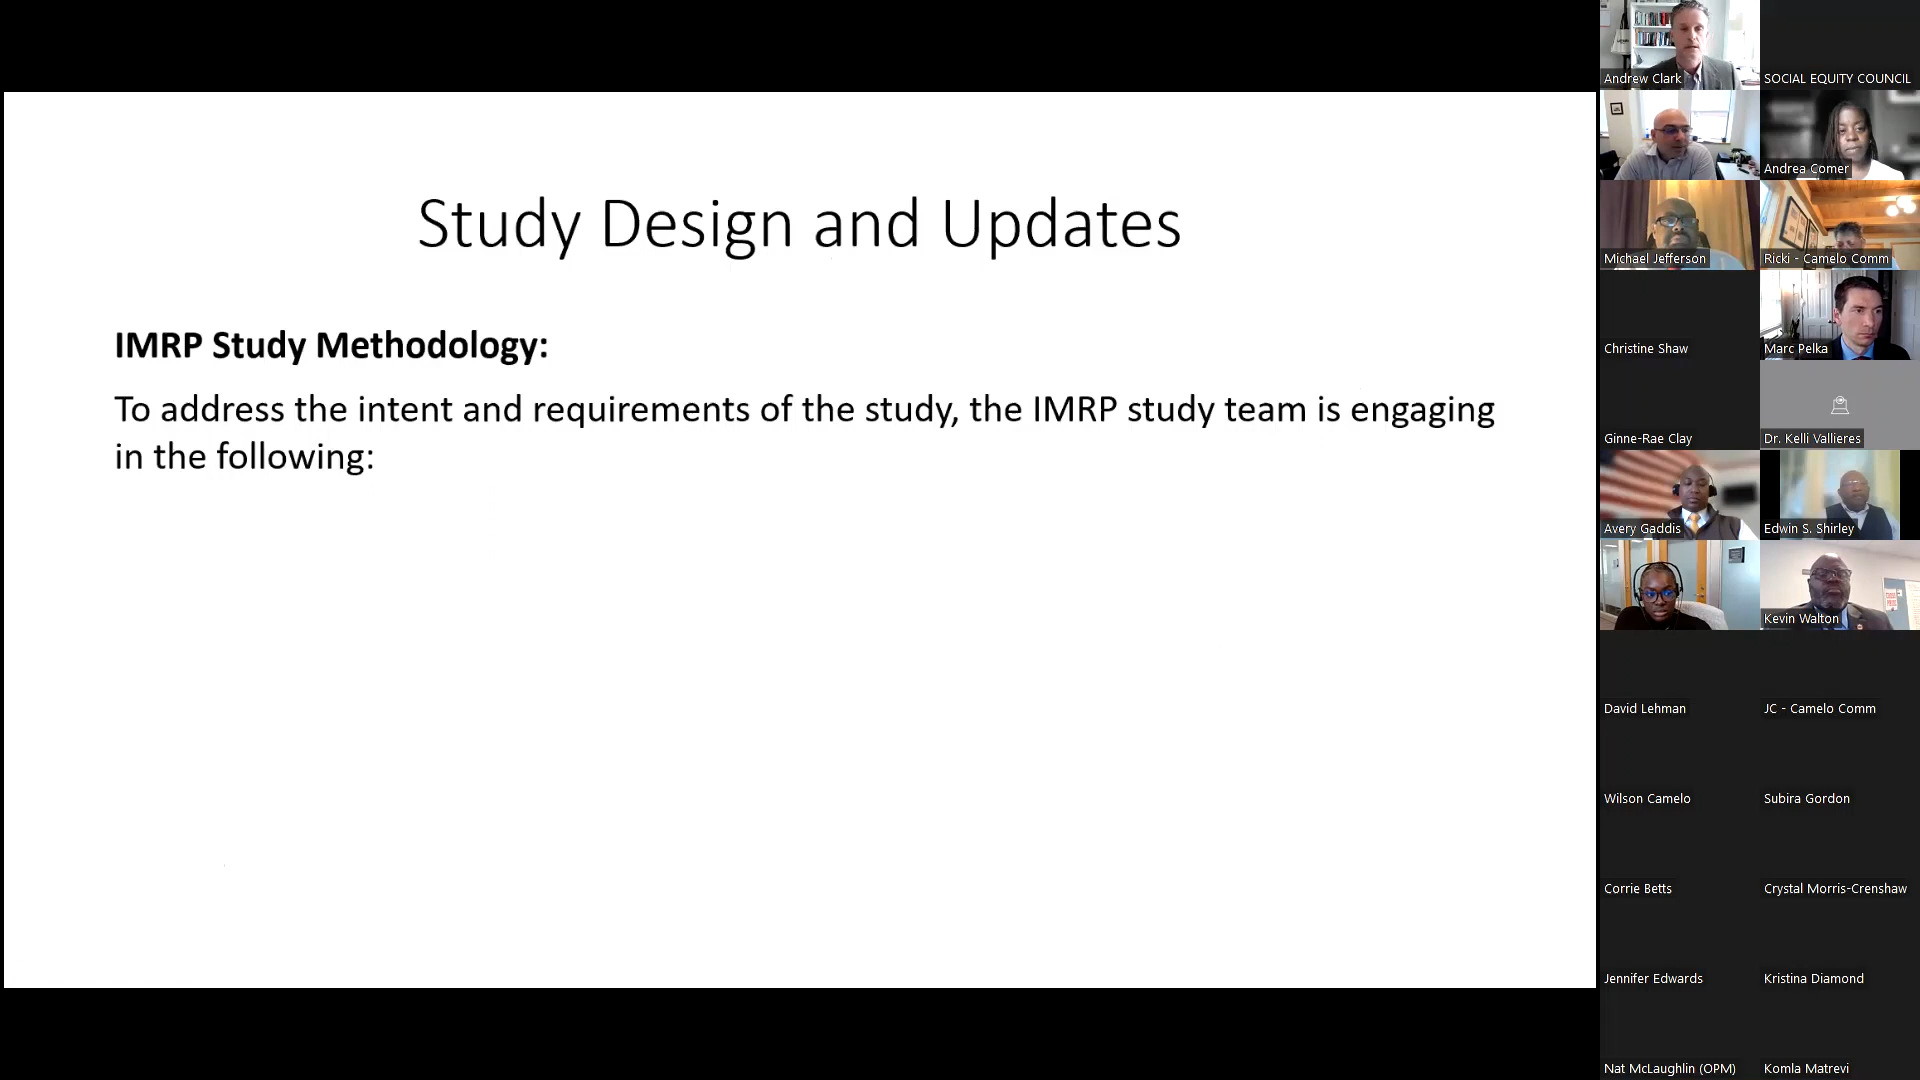 Study Design and Updates
IMRP Study Methodology:
To address the intent and requirements of the study, the IMRP study team is engaging
in the following:
Andrew Clark
SOCIAL EQUITY COUNCIL
Andrea Comer
Michael Jefferson
Ricki - Camelo Comm
Christine Shaw
Marc Pelka
Ginne-Rae Clay
Dr. Kelli Vallieres
Avery Gaddis
Edwin S. Shirley
Kevin Walton
David Lehman
JC - Camelo Comm
Wilson Camelo
Subira Gordon
Corrie Betts
Crystal Morris-Crenshaw
Jennifer Edwards
Kristina Diamond
Nat McLaughlin (OPM)
Komla Matrevi